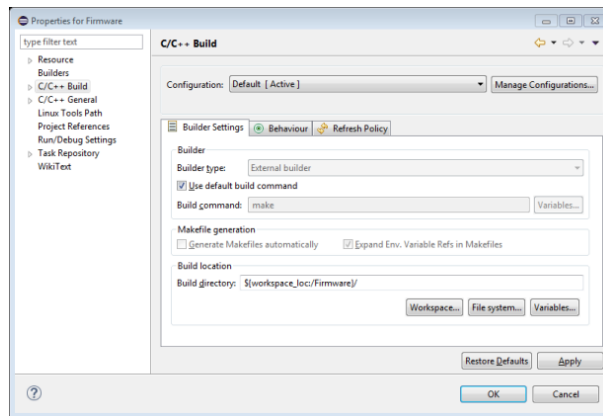 Properties for Firmware
type filter text
Resource
Builders
C/C++ Build
C/C++ General
Linux Tools Path
Project References
Run/Debug Settings
Task Repository
WikiText
C/C++ Build
Configuration: Default [ Active ] Manage Configurations...
Builder Settings Behaviour Refresh Policy
Builder
Builder type: External builder
Use default build command
Build command: make Variables...
Makefile generation
Generate Makefiles automatically Expand Env. Variable Refs in Makefiles
Build location
Build directory: ${workspace_loc:/Firmware}/
Workspace... File system... Variables...
Restore Defaults Apply
? OK Cancel